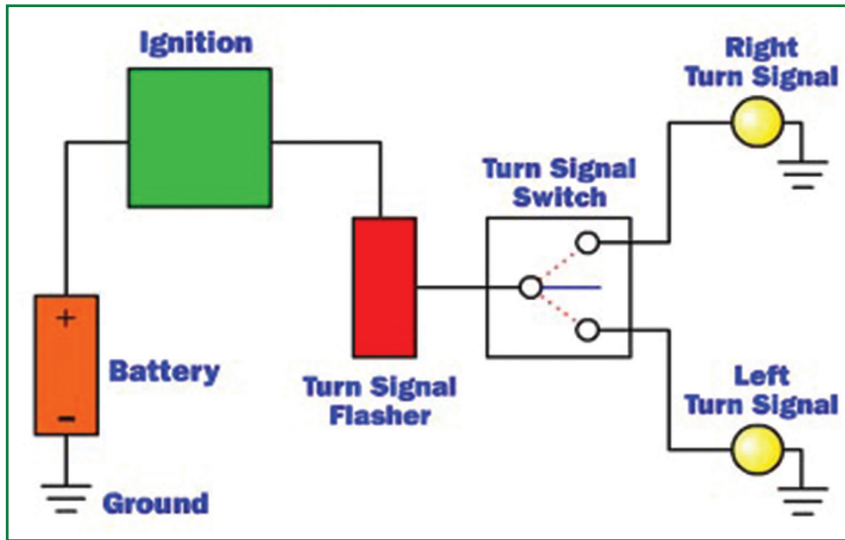 Ignition
Right
Turn Signal
Turn Signal
Switch
+
Battery
-
Turn Signal
Flasher
Left
Turn Signal
Ground